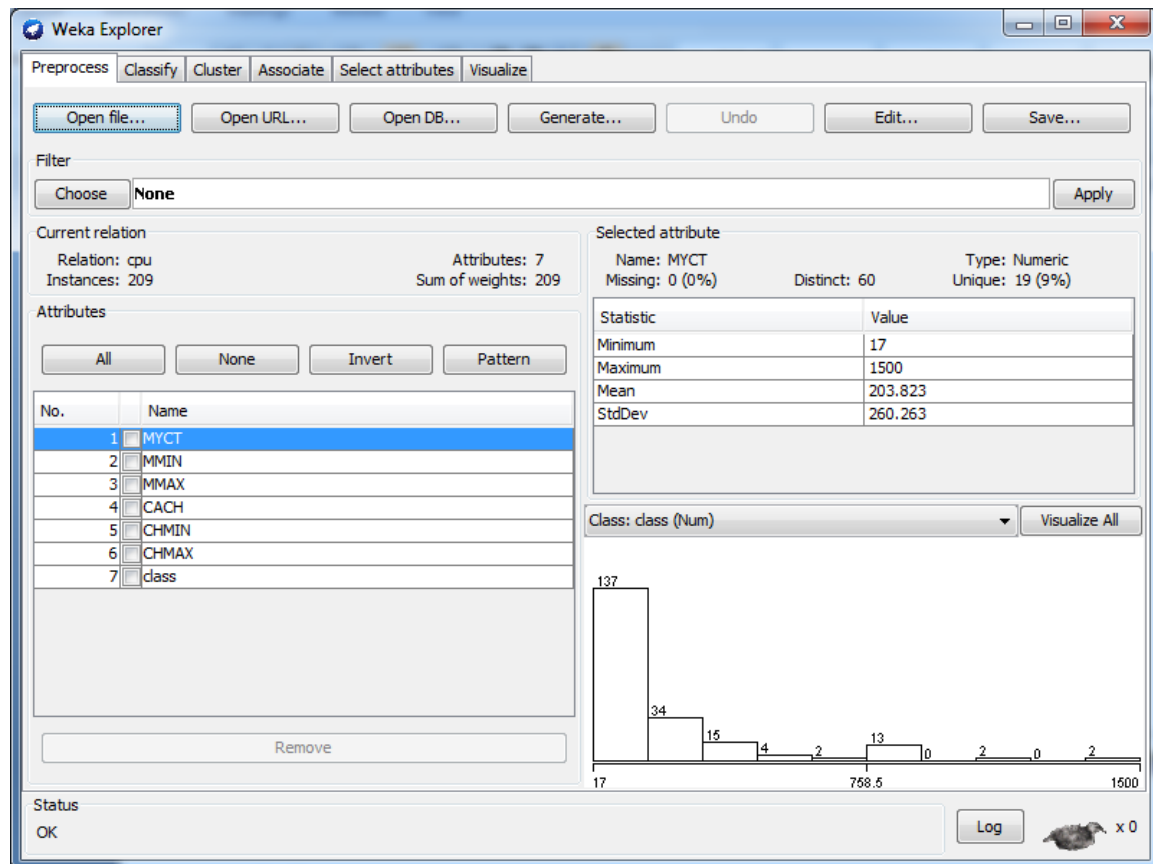 Weka Explorer
Preprocess Classify Cluster Associate Select attributes Visualize
Open file... Open URL... Open DB... Generate... Undo Edit... Save...
Filter
Choose None Apply
Current relation
Relation: cpu Attributes: 7
Instances: 209 Sum of weights: 209
Selected attribute
Name: MYCT Type: Numeric
Missing: 0 (0%) Distinct: 60 Unique: 19 (9%)
Statistic Value
Minimum 17
Maximum 1500
Mean 203.823
StdDev 260.263
Attributes
All None Invert Pattern
No. Name
1 MYCT
2 MMIN
3 MMAX
4 CACH
5 CHMIN
6 CHMAX
7 class
Remove
Class: class (Num) Visualize All
137
34
15
4
2
13
0
2
0
2
17 758.5 1500
Status
OK
Log x 0